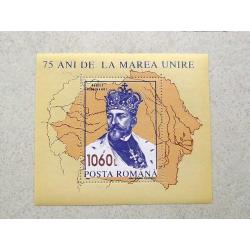 75 ANI DE LA MAREA UNIRE
1060L
POSTA ROMANA